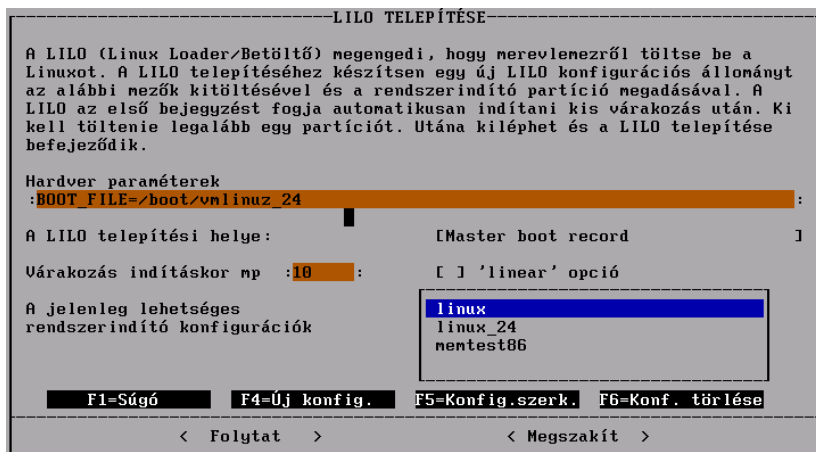 LILO TELEPÍTÉSE
A LILO (Linux Loader/Betöltő) megengedi, hogy merevlemezről töltse be a
Linuxot. A LILO telepítéséhez készítsen egy új LILO konfigurációs állományt
az alábbi mezők kitöltésével és a rendszerindító partíció megadásával. A
LILO az első bejegyzést fogja automatikusan indítani kis várakozás után. Ki
kell töltenie legalább egy partíciót. Utána kiléphet és a LILO telepítése
befejeződik.
Hardver paraméterek
:BOOT_FILE=/boot/vmlinuz_24 :
A LILO telepítési helye: [Master boot record ]
Várakozás indításkor mp :10 : [ ] 'linear' opció
A jelenleg lehetséges
rendszerindító konfigurációk
linux
linux_24
memtest86
F1=Súgó F4=Új konfig. F5=Konfig.szerk. F6=Konf. törlése
< Folytat > < Megszakít >